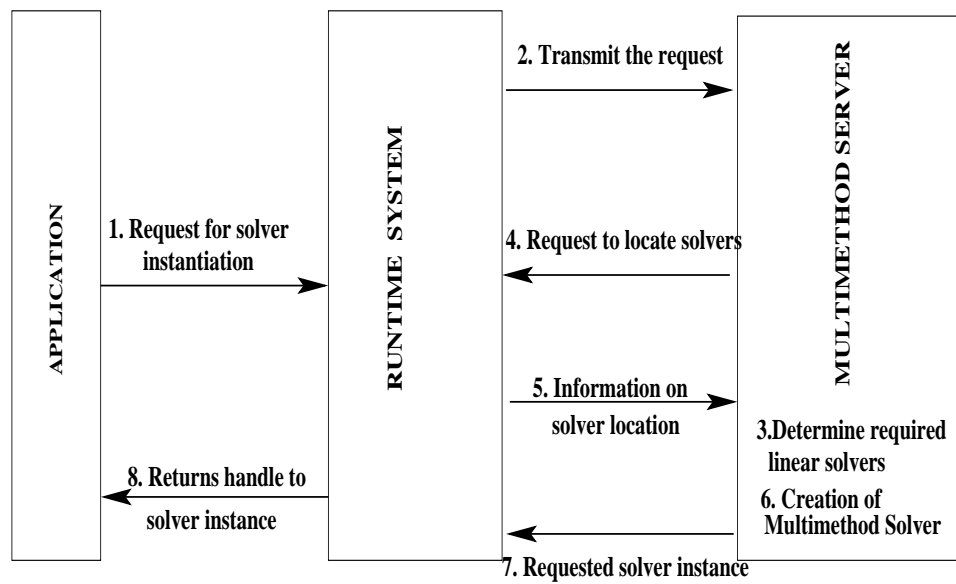 APPLICATION
1. Request for solver
instantiation
8. Returns handle to
solver instance
RUNTIME SYSTEM
2. Transmit the request
4. Request to locate solvers
5. Information on
solver location
7. Requested solver instance
MULTIMETHOD SERVER
3.Determine required
linear solvers
6. Creation of
Multimethod Solver